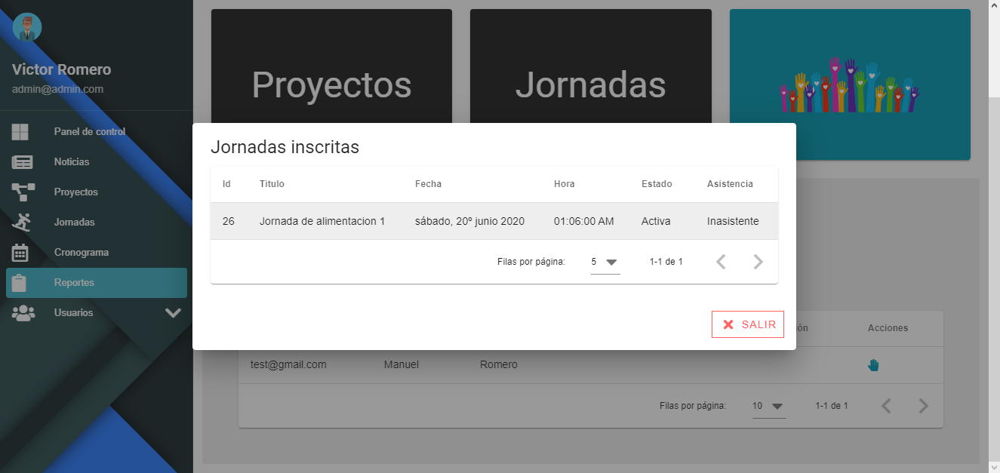 Victor Romero
admin@admin.com
Panel de control
Noticias
Proyectos
Jornadas
Cronograma
Reportes
Usuarios
Proyectos
Jornadas
Jornadas inscritas
Id Titulo Fecha Hora Estado Asistencia
26 Jornada de alimentacion 1 sábado, 20º junio 2020 01:06:00 AM Activa Inasistente
Filas por página: 5 1-1 de 1
SALIR
ón Acciones
test@gmail.com Manuel Romero
Filas por página: 10 1-1 de 1